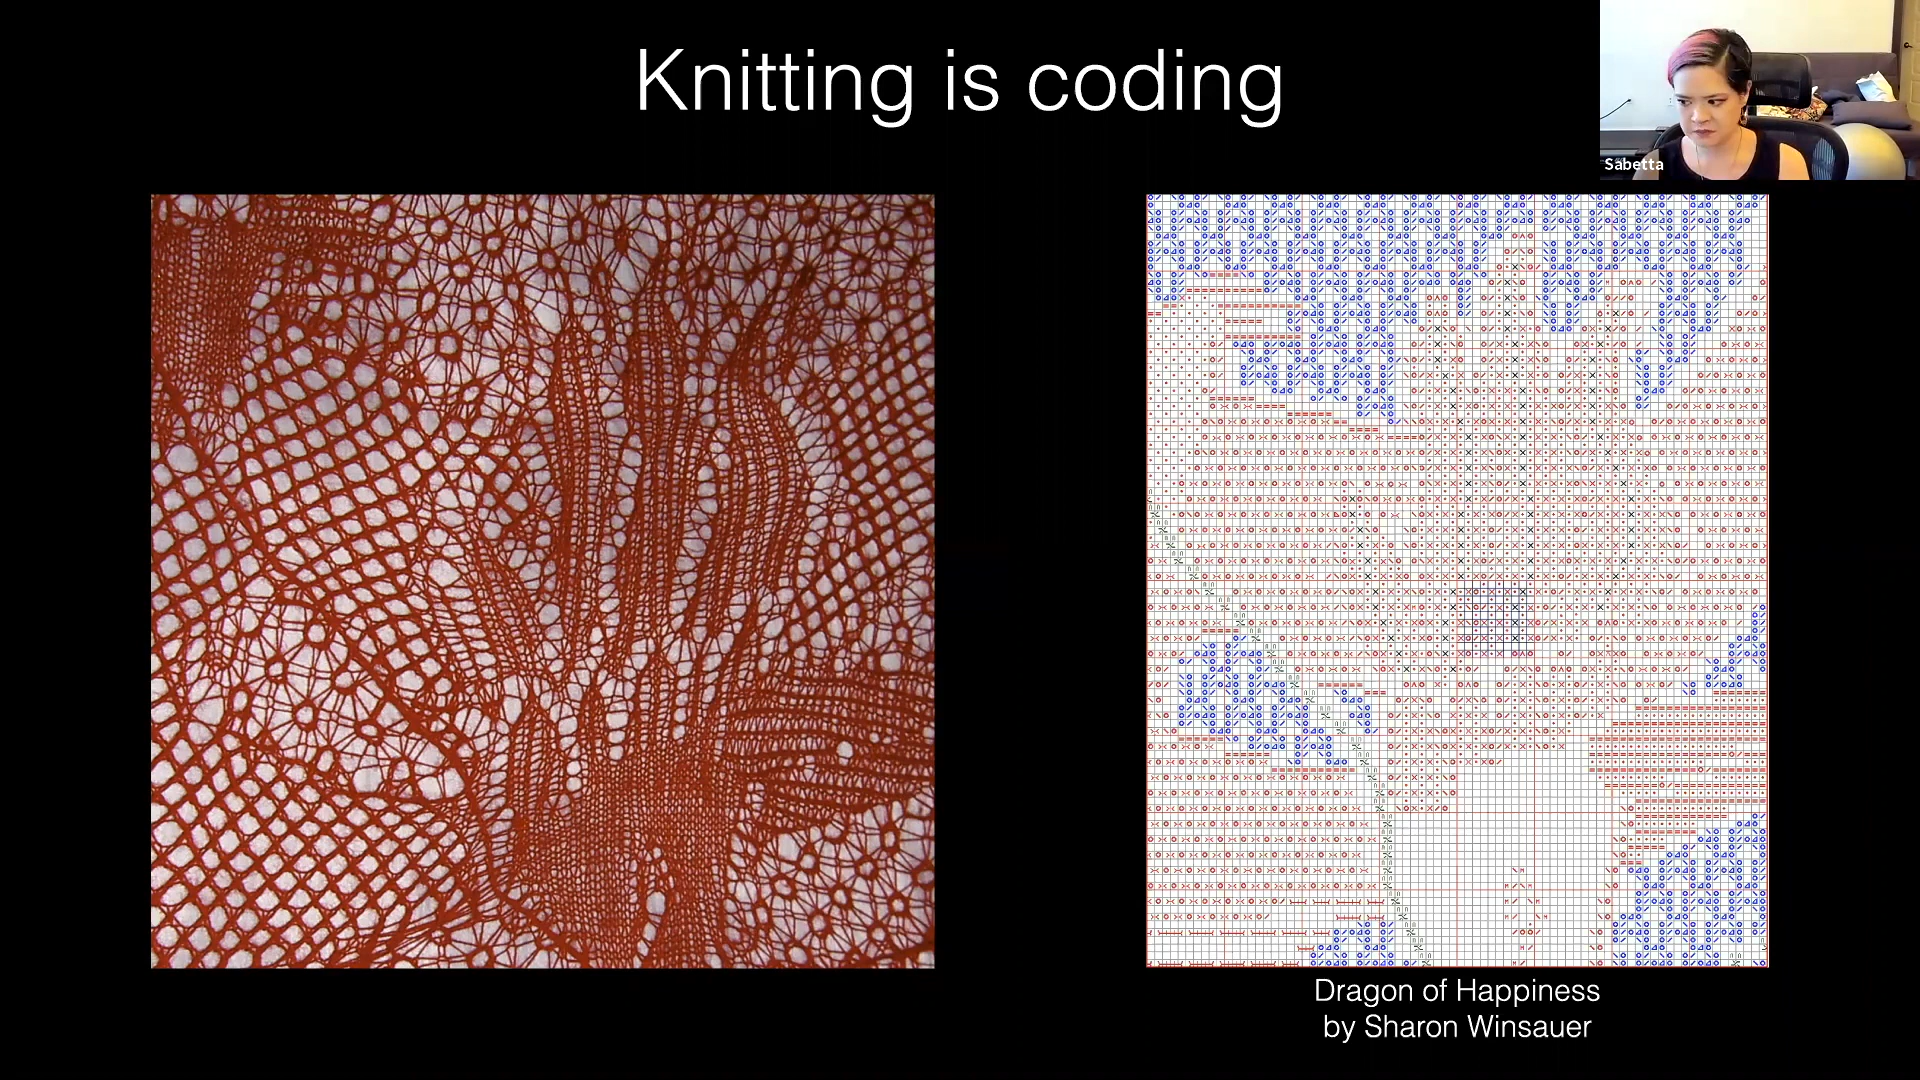 Knitting is coding
Sabetta
Dragon of Happiness
by Sharon Winsauer